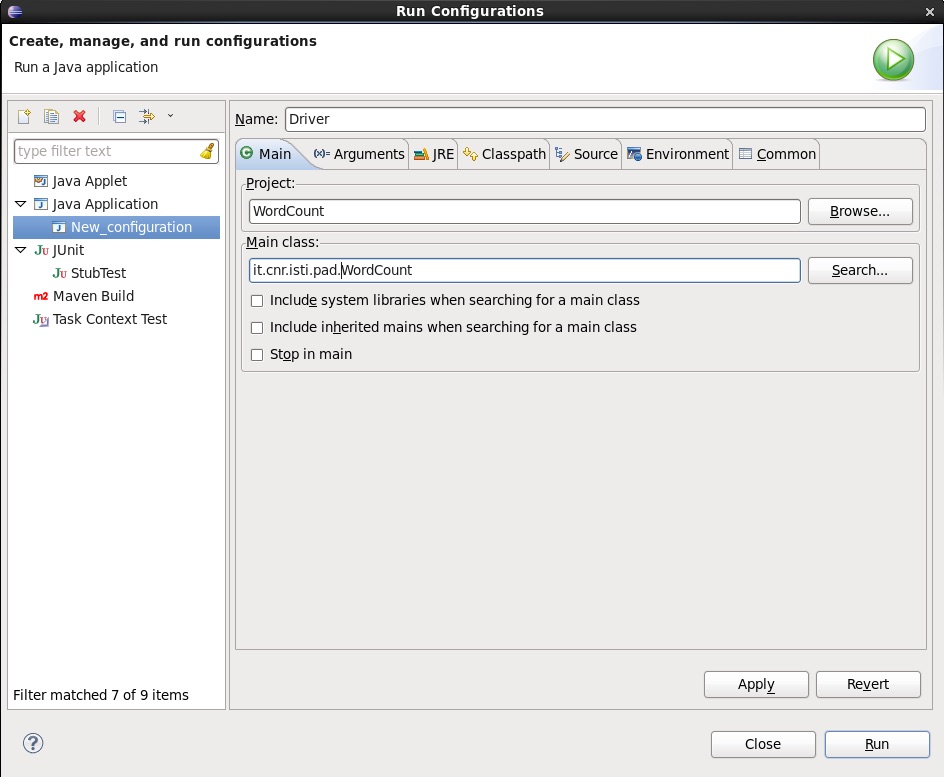 Run Configurations
Create, manage, and run configurations
Run a Java application
type filter text
Java Applet
Java Application
New_configuration
JUnit
StubTest
Maven Build
Task Context Test
Filter matched 7 of 9 items
Name: Driver
Main (x)= Arguments JRE Classpath Source Environment Common
Project:
WordCount Browse...
Main class:
it.cnr.isti.pad.WordCount Search...
Include system libraries when searching for a main class
Include inherited mains when searching for a main class
Stop in main
Apply Revert
Close Run